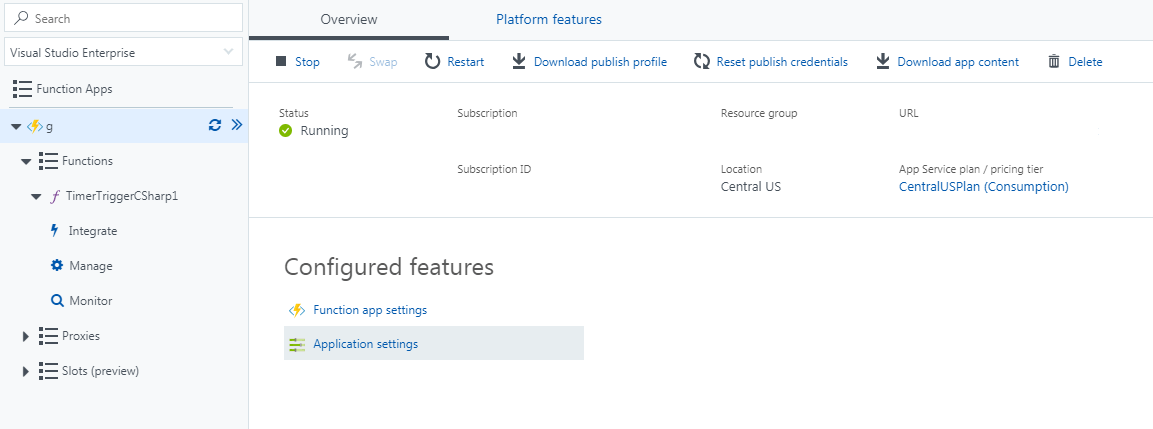 Search
Visual Studio Enterprise
Function Apps
g
Functions
TimerTriggerCSharp1
Integrate
Manage
Monitor
Proxies
Slots (preview)
Overview Platform features
Stop Swap Restart Download publish profile Reset publish credentials Download app content Delete
Status Subscription Resource group URL
Running
Subscription ID Location App Service plan / pricing tier
Central US CentralUSPlan (Consumption)
Configured features
Function app settings
Application settings